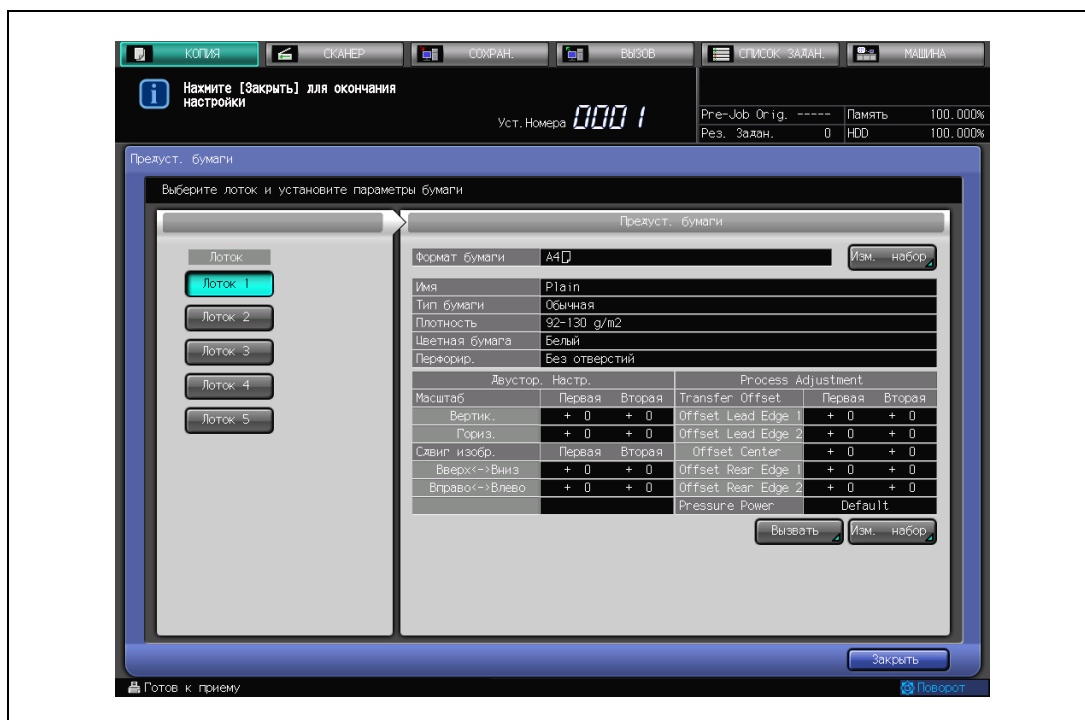 КОПИЯ СКАНЕР СОХРАН. ВЫЗОВ СПИСОК ЗАДАН. МАШИНА
Нажмите [Закрыть] для окончания
настройки
Уст.Номера 0001
Pre-Job Orig. ----- Память 100.000%
Рез. Задан. 0 HDD 100.000%
Предуст. бумаги
Выберите лоток и установите параметры бумаги
Предуст. бумаги
Лоток
Лоток 1
Лоток 2
Лоток 3
Лоток 4
Лоток 5
Формат бумаги A4 Изм. набор
Имя Plain
Тип бумаги Обычная
Плотность 92-130 g/m2
Цветная бумага Белый
Перфорир. Без отверстий
Двустор. Настр. Process Adjustment
Масштаб Первая Вторая Transfer Offset Первая Вторая
Вертик. + 0 + 0 Offset Lead Edge 1 + 0 + 0
Гориз. + 0 + 0 Offset Lead Edge 2 + 0 + 0
Сдвиг изобр. Первая Вторая Offset Center + 0 + 0
Вверх<->Вниз + 0 + 0 Offset Rear Edge 1 + 0 + 0
Вправо<->Влево + 0 + 0 Offset Rear Edge 2 + 0 + 0
Pressure Power Default
Вызвать Изм. набор
Закрыть
Готов к приему Поворот